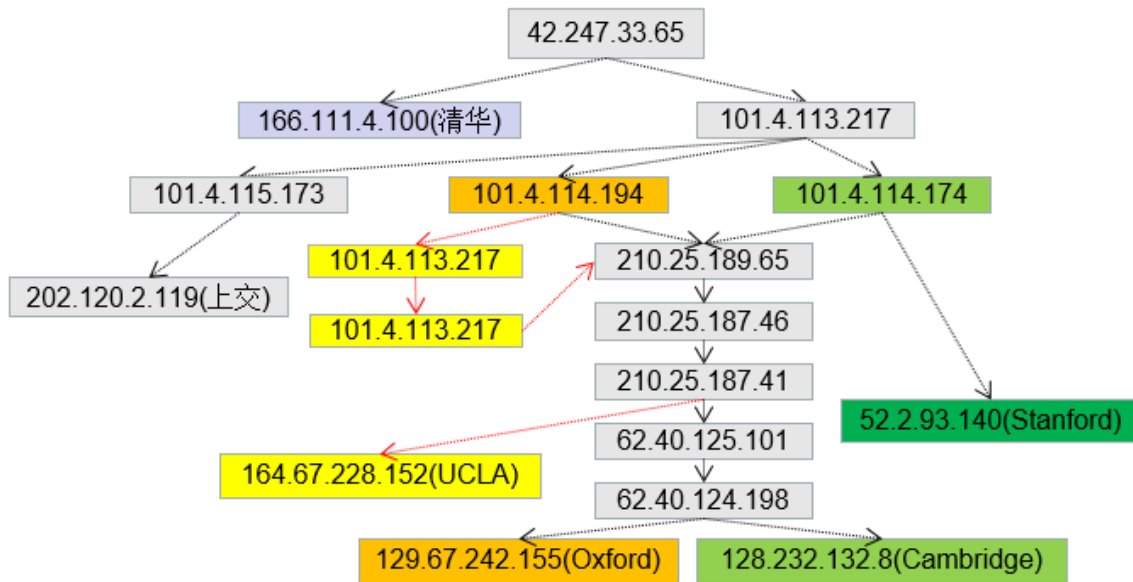 42.247.33.65
166.111.4.100(清华)
101.4.113.217
101.4.115.173
101.4.114.194
101.4.114.174
101.4.113.217
210.25.189.65
202.120.2.119(上交)
101.4.113.217
210.25.187.46
210.25.187.41
52.2.93.140(Stanford)
62.40.125.101
164.67.228.152(UCLA)
62.40.124.198
129.67.242.155(Oxford)
128.232.132.8(Cambridge)